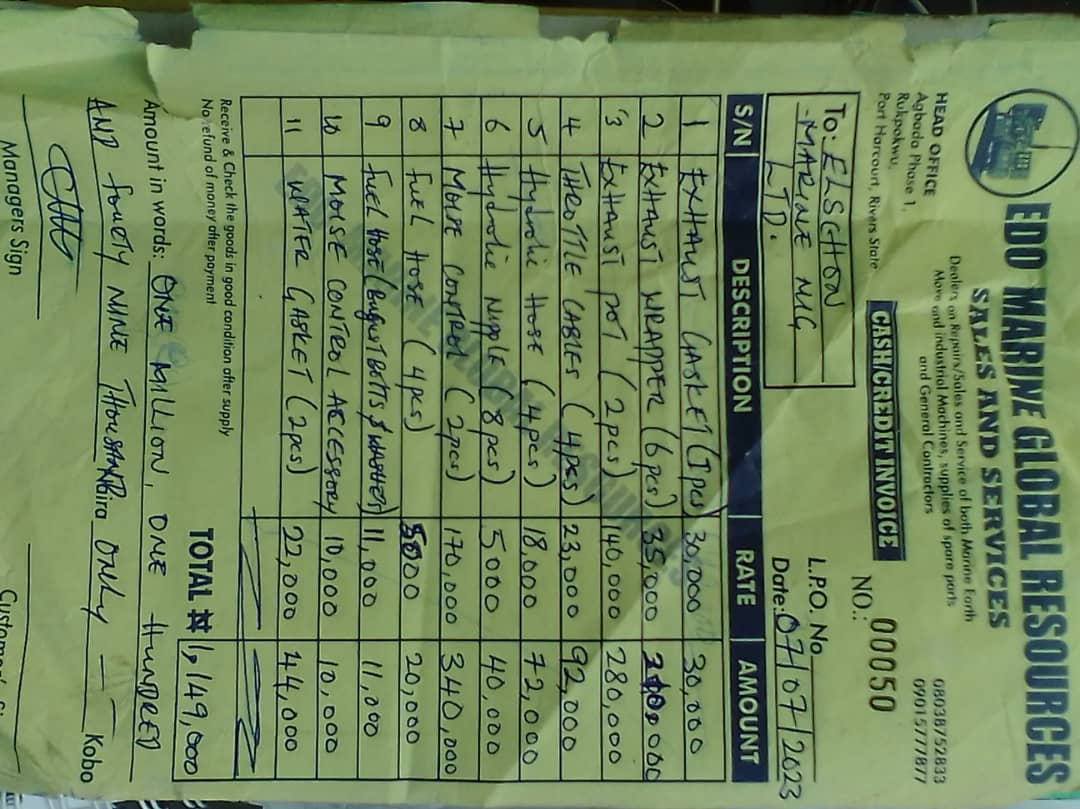 EDO MARINE GLOBAL RESOURCES
SALES AND SERVICES
Dealers on Repairs/Sales and Service of both Marine Earth
Move and industrial Machines, supplies of spare parts
and General Contractors
HEAD OFFICE
Agbada Phase 1,
Rukpokwu,
Port Harcourt, Rivers State
08038752833
09015777877
CASH/CREDIT INVOICE
NO.: 00050
To: ELSCHON
MARINE NIG
LTD.
L.P.O. No
Date: 07/07/2023
S/N DESCRIPTION RATE AMOUNT
1 EXHAUST GASKET (1pcs) 30,000 30,000
2 EXHAUST WRAPPER (6pcs) 35,000 210,000
3 EXHAUST POT (2pcs) 140,000 280,000
4 THROTTLE CABLES (4pcs) 23,000 92,000
5 Hydrolic Hose (4pcs) 18,000 72,000
6 Hydrolic Nipple (8pcs) 5000 40,000
7 MORSE CONTROL (2pcs) 170,000 340,000
8 FUEL HOSE (4pcs) 5000 20,000
9 FUEL HOSE BOTTS & WASHERS) 11,000 11,000
10 MORSE CONTROL ACCESSORY 10,000 10,000
11 WATER GASKET (2pcs) 22,000 44,000
Receive & Check the goods in good condition after supply
No refund of money after payment
TOTAL ₦ 1,149,000
Amount in words: ONE MILLION, ONE HUNDRED
AND FOURTY NINE THOUSAND Naira ONLY — Kobo
Managers Sign